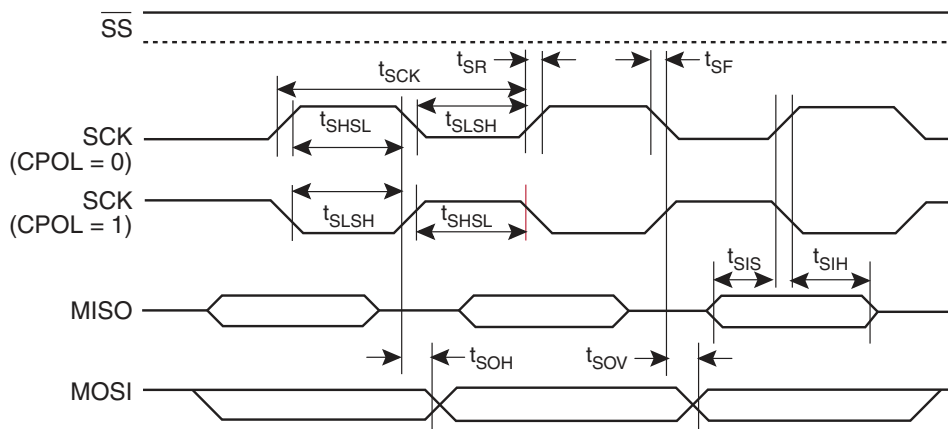 SS
tSCK
tSR
tSF
SCK
(CPOL = 0)
tSHSL
tSLSH
SCK
(CPOL = 1)
tSLSH
tSHSL
tSIS
tSIH
MISO
tSOH
tSOV
MOSI